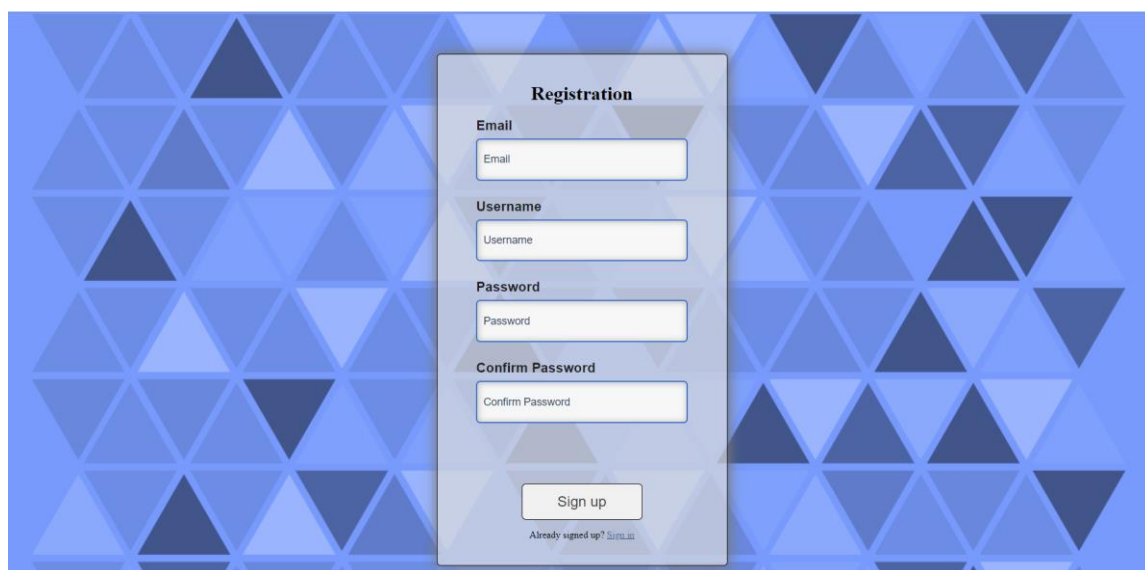 Registration
Email
Email
Username
Username
Password
Password
Confirm Password
Confirm Password
Sign up
Already signed up? Sign in